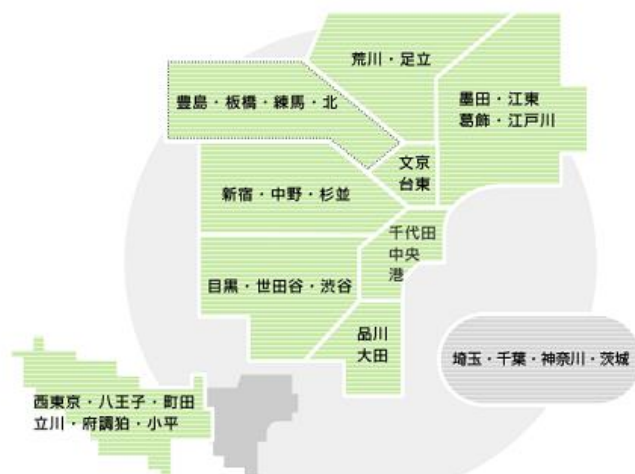 荒川・足立
豊島・板橋・練馬・北
墨田・江東
葛飾・江戸川
文京
台東
新宿・中野・杉並
千代田
中央
港
目黒・世田谷・渋谷
品川
大田
埼玉・千葉・神奈川・茨城
西東京・八王子・町田
立川・府調狛・小平